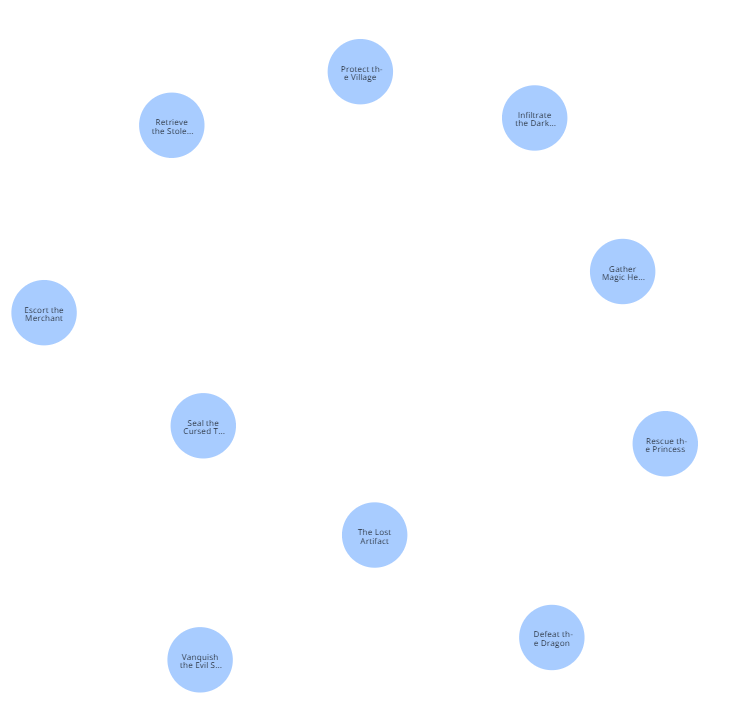 Protect th-
e Village
Infiltrate
the Dark...
Retrieve
the Stole...
Gather
Magic He...
Escort the
Merchant
Seal the
Cursed T...
Rescue th-
e Princess
The Lost
Artifact
Defeat th-
e Dragon
Vanquish
the Evil S...